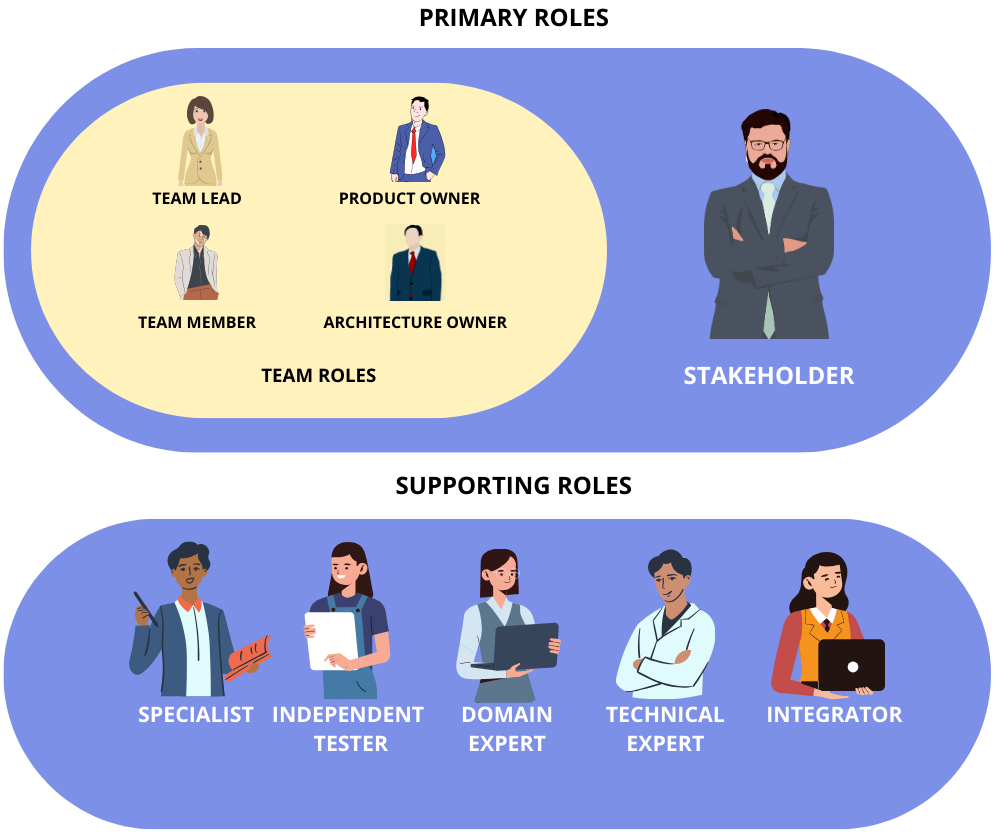 PRIMARY ROLES
TEAM LEAD
PRODUCT OWNER
TEAM MEMBER
ARCHITECTURE OWNER
TEAM ROLES
STAKEHOLDER
SUPPORTING ROLES
SPECIALIST
INDEPENDENT
TESTER
DOMAIN
EXPERT
TECHNICAL
EXPERT
INTEGRATOR